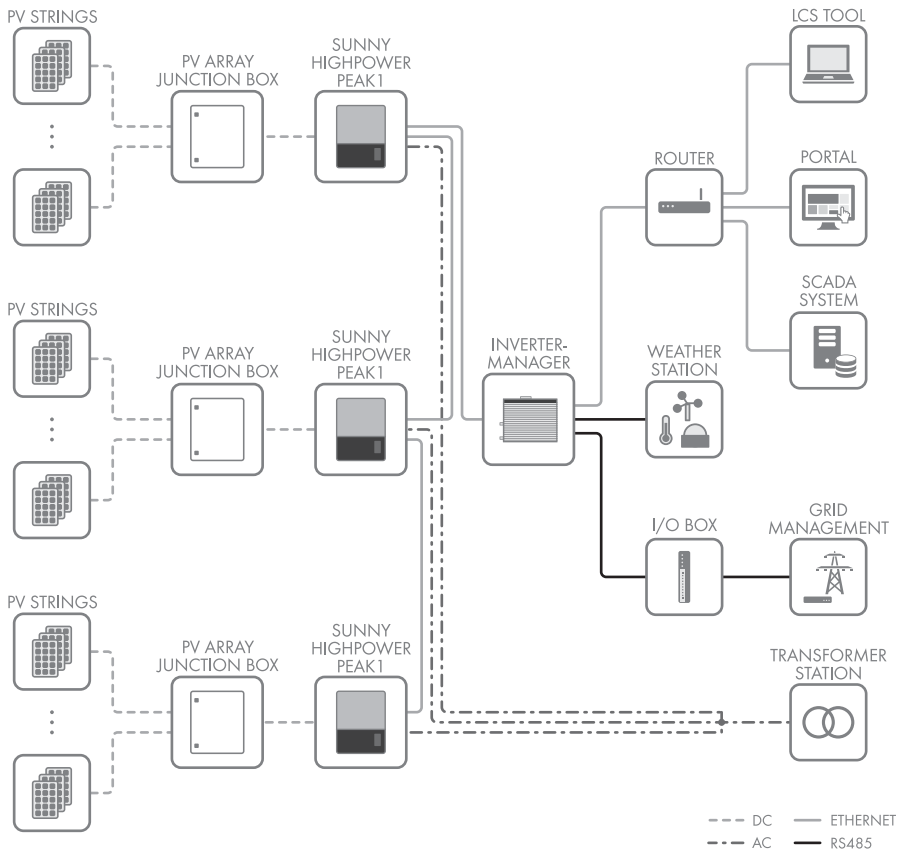 PV STRINGS
PV ARRAY
JUNCTION BOX
SUNNY
HIGHPOWER
PEAK1
LCS TOOL
ROUTER
PORTAL
SCADA
SYSTEM
PV STRINGS
PV ARRAY
JUNCTION BOX
SUNNY
HIGHPOWER
PEAK1
INVERTER-
MANAGER
WEATHER
STATION
I/O BOX
GRID
MANAGEMENT
PV STRINGS
PV ARRAY
JUNCTION BOX
SUNNY
HIGHPOWER
PEAK1
TRANSFORMER
STATION
DC
ETHERNET
AC
RS485